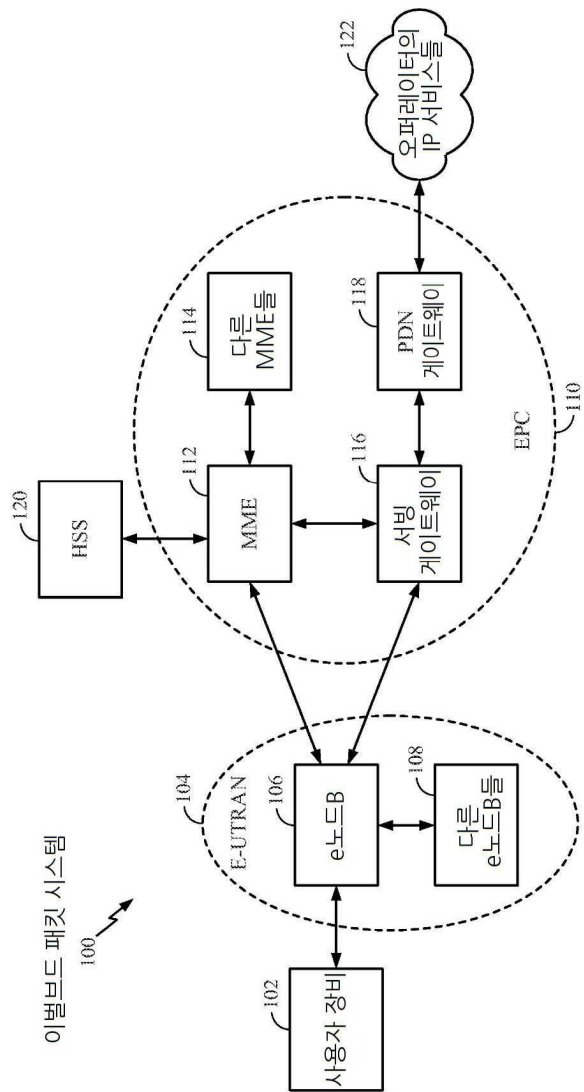 이벌브드 패킷 시스템
100
102
사용자 장비
104
E-UTRAN
106
e노드B
108
다른
e노드B들
120
HSS
112
MME
114
다른
MME들
116
서빙
게이트웨이
118
PDN
게이트웨이
EPC
110
122
오퍼레이터의
IP 서비스들